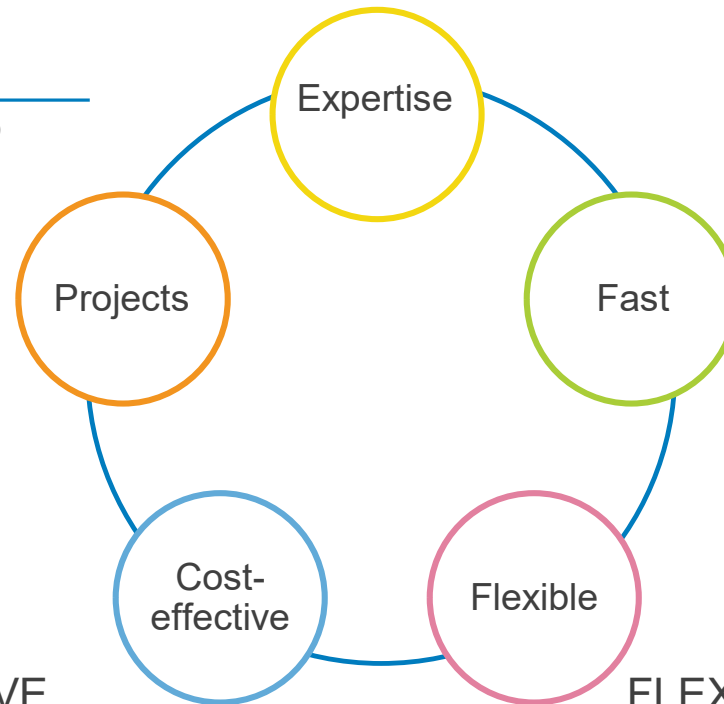 Expertise
Projects
Fast
Cost-
effective
Flexible